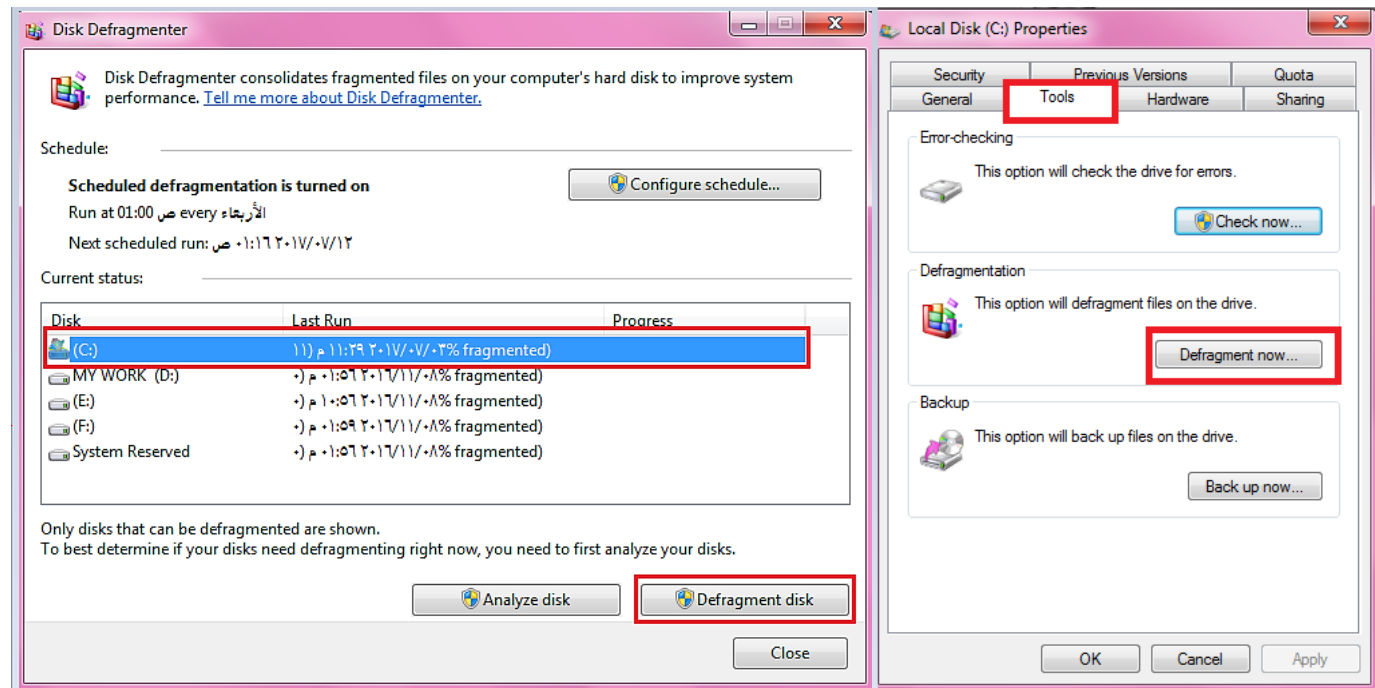 Disk Defragmenter
Disk Defragmenter consolidates fragmented files on your computer's hard disk to improve system
performance. Tell me more about Disk Defragmenter.
Schedule:
Scheduled defragmentation is turned on
Configure schedule...
Run at 01:00 ص every الأربعاء
Next scheduled run: ٢٠١٧/٠٧/١٢ ٠١:١٦ ص
Current status:
Disk Last Run Progress
(C:) ٢٠١٧/٠٧/٠٣ ١١:٢٩ م (١١% fragmented)
MY WORK (D:) ٢٠١٦/١١/٠٨ ٠١:٥٦ م (٠% fragmented)
(E:) ٢٠١٦/١١/٠٨ ٠١:٥٦ م (٠% fragmented)
(F:) ٢٠١٦/١١/٠٨ ٠١:٥٩ م (٠% fragmented)
System Reserved ٢٠١٦/١١/٠٨ ٠١:٥٦ م (٠% fragmented)
Only disks that can be defragmented are shown.
To best determine if your disks need defragmenting right now, you need to first analyze your disks.
Analyze disk Defragment disk
Close
Local Disk (C:) Properties
Security Previous Versions Quota
General Tools Hardware Sharing
Error-checking
This option will check the drive for errors.
Check now...
Defragmentation
This option will defragment files on the drive.
Defragment now...
Backup
This option will back up files on the drive.
Back up now...
OK Cancel Apply